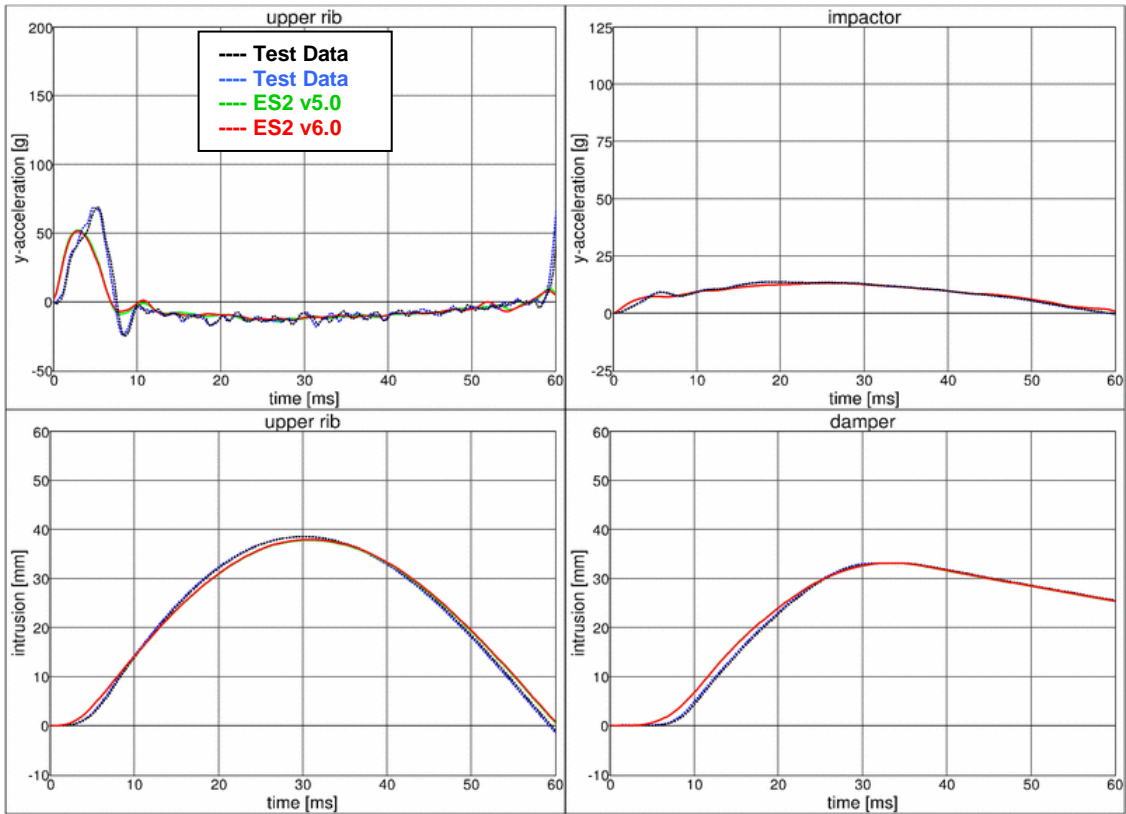 upper rib
200
150
100
50
0
-50
y-acceleration [g]
---- Test Data
---- Test Data
---- ES2 v5.0
---- ES2 v6.0
0 10 20 30 40 50 60
time [ms]
impactor
125
100
75
50
25
0
-25
y-acceleration [g]
0 10 20 30 40 50 60
time [ms]
upper rib
60
50
40
30
20
10
0
-10
intrusion [mm]
0 10 20 30 40 50 60
time [ms]
damper
60
50
40
30
20
10
0
-10
intrusion [mm]
0 10 20 30 40 50 60
time [ms]